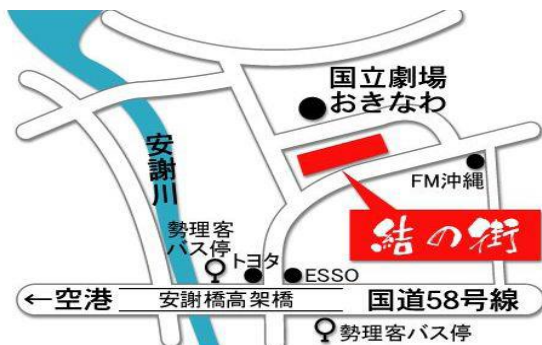 国立劇場
おきなわ
安謝川
FM沖縄
結の街
勢理客
バス停
トヨタ
ESSO
←空港
安謝橋高架橋
国道58号線
勢理客バス停